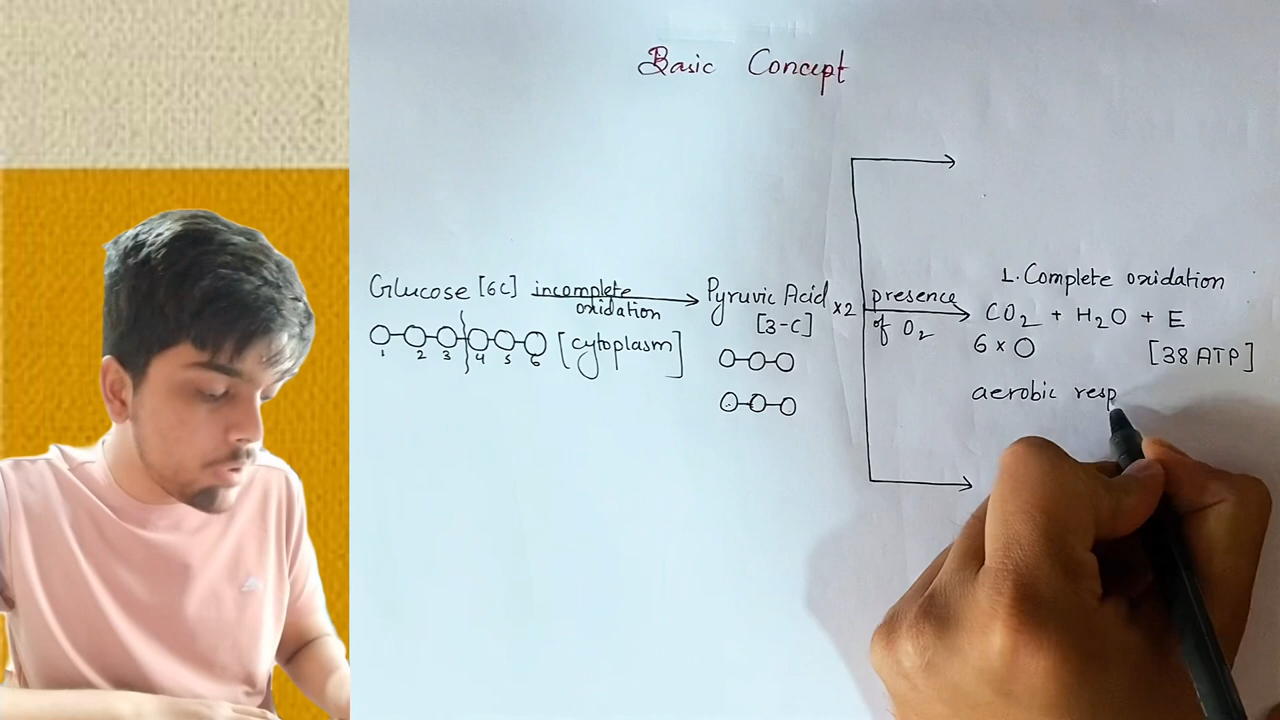 Basic Concept
Glucose [6C] incomplete oxidation
1 2 3 4 5 6 [cytoplasm]
Pyruvic Acid ×2
[3-C]
presence
of O2
1. Complete oxidation
CO2 + H2O + E
6 × O [38 ATP]
aerobic resp